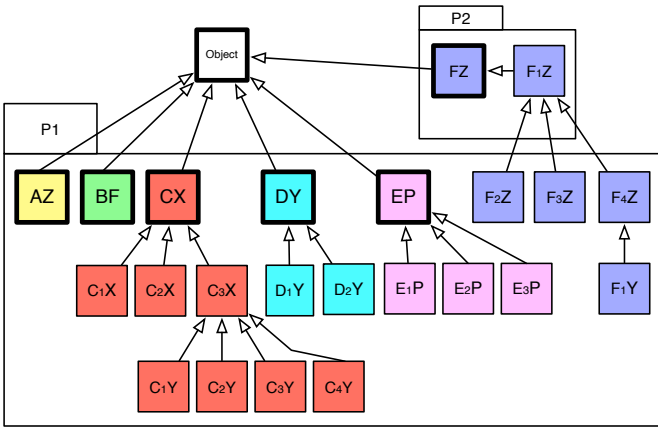 P2
Object
FZ
F1Z
P1
AZ
BF
CX
DY
EP
F2Z
F3Z
F4Z
C1X
C2X
C3X
D1Y
D2Y
E1P
E2P
E3P
F1Y
C1Y
C2Y
C3Y
C4Y